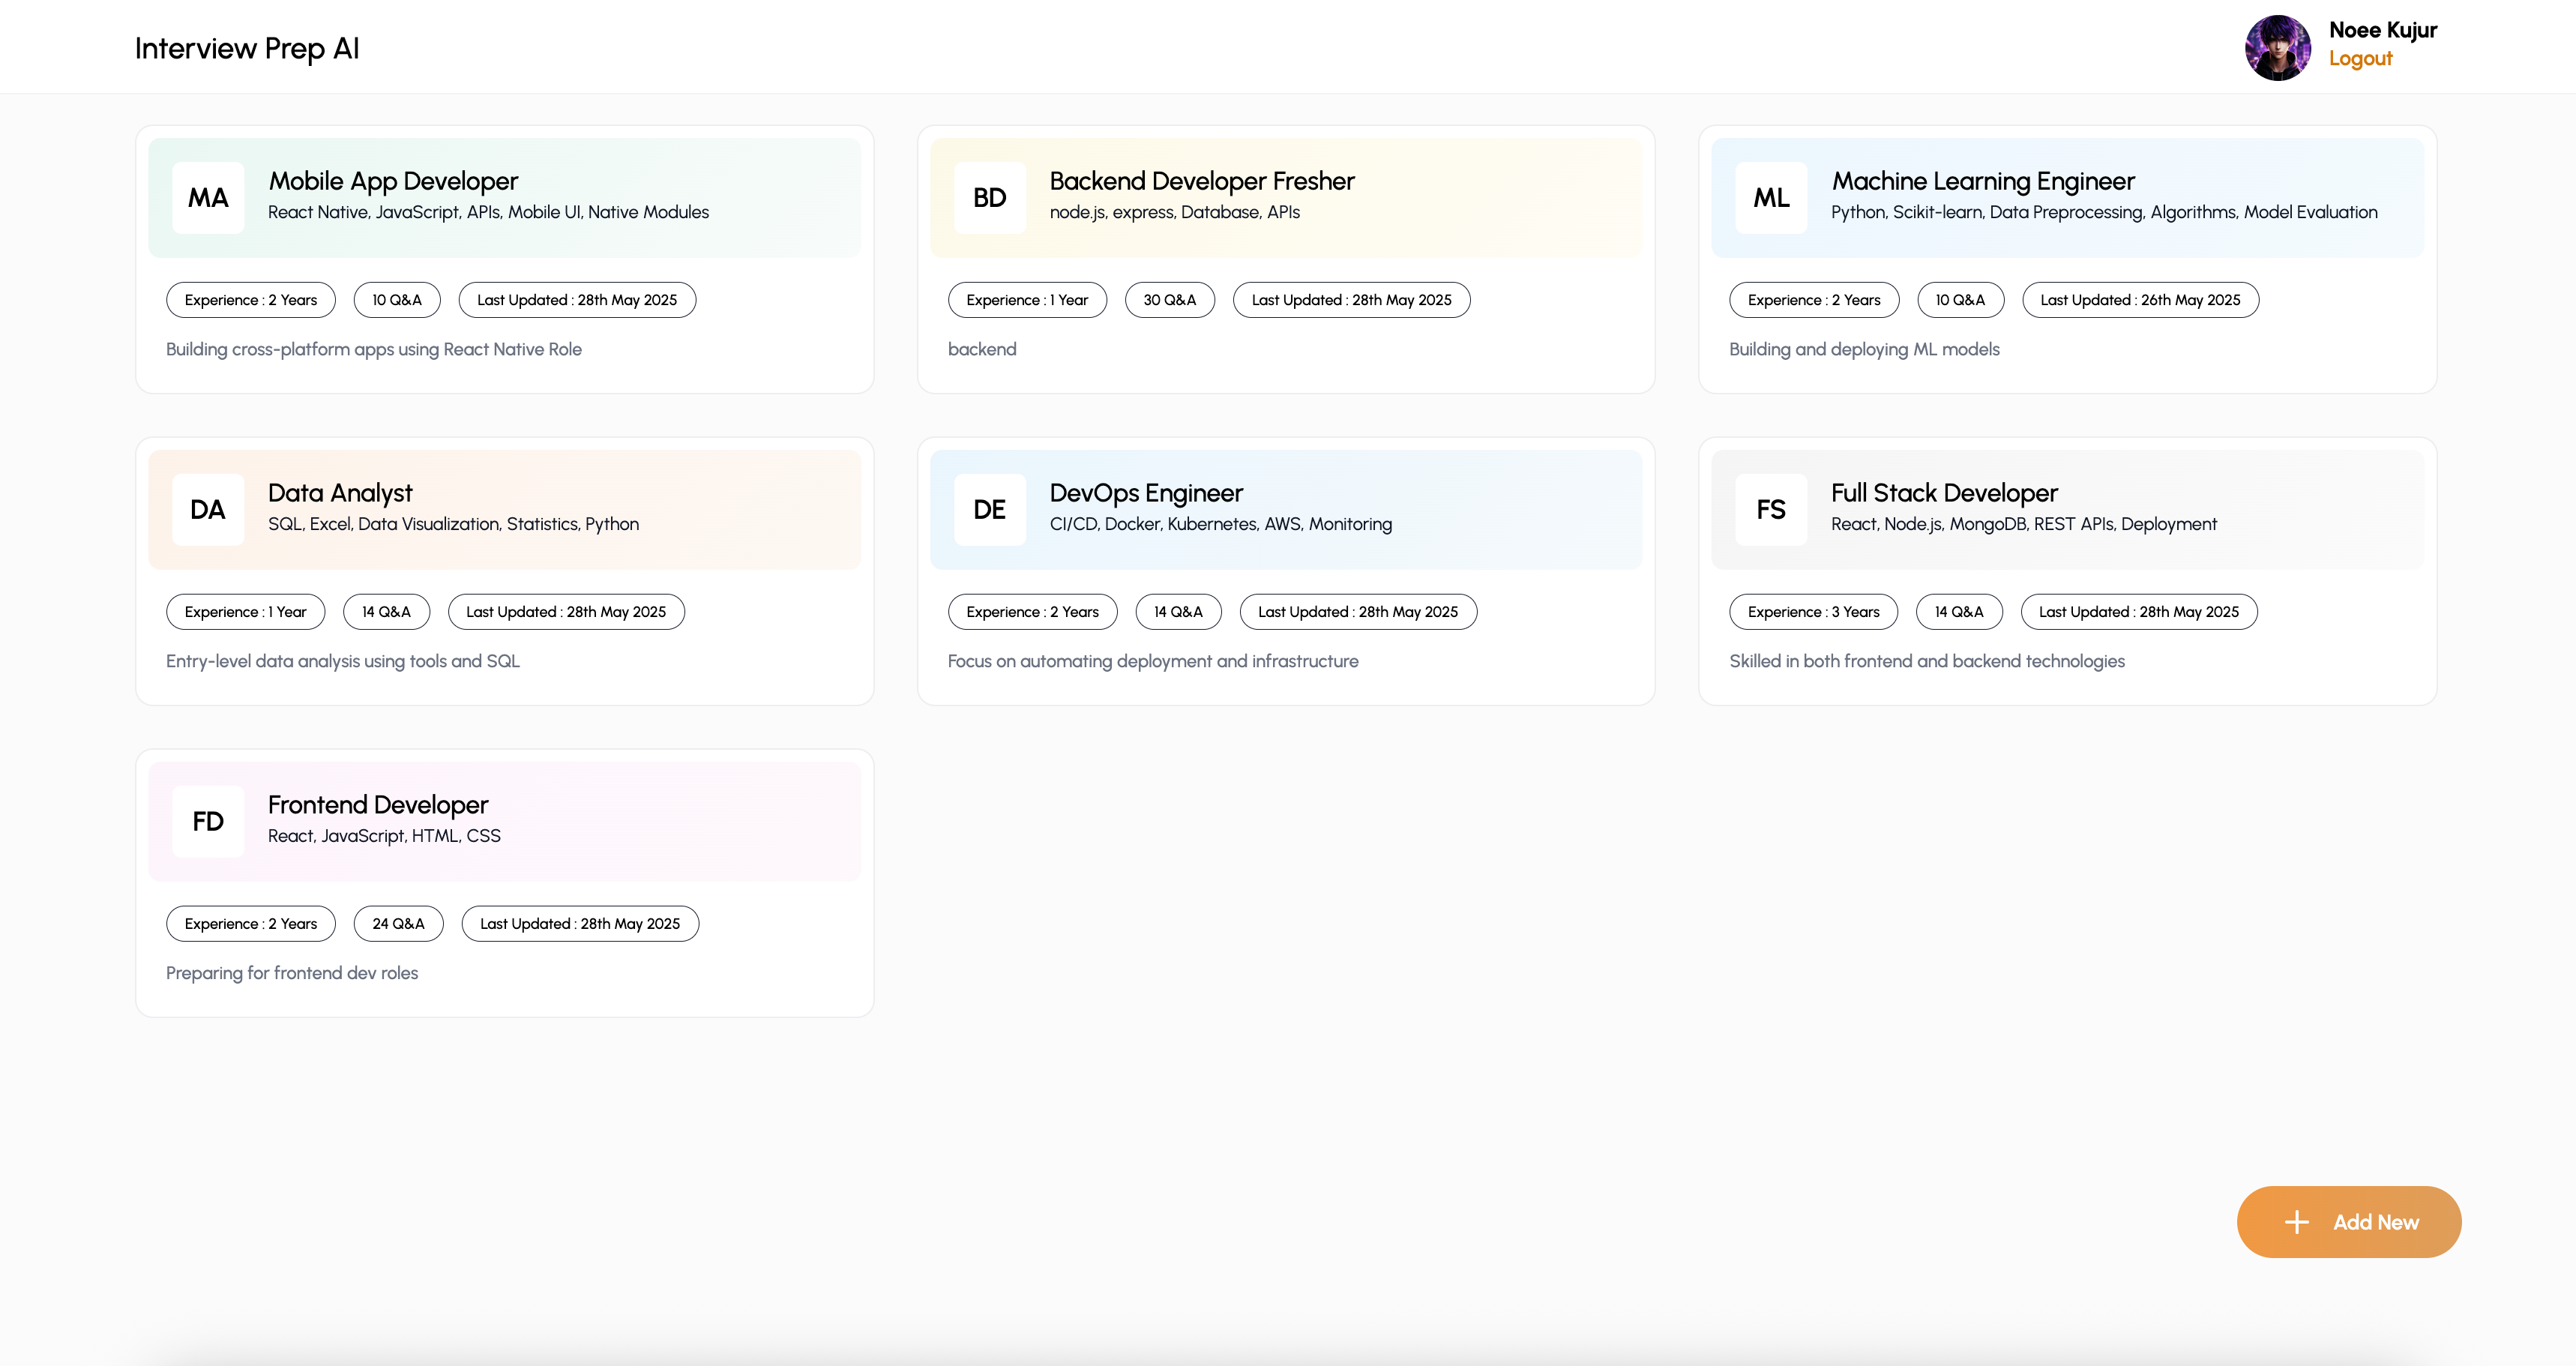 Interview Prep AI
Noee Kujur
Logout
MA
Mobile App Developer
React Native, JavaScript, APIs, Mobile UI, Native Modules
Experience : 2 Years
10 Q&A
Last Updated : 28th May 2025
Building cross-platform apps using React Native Role
BD
Backend Developer Fresher
node.js, express, Database, APIs
Experience : 1 Year
30 Q&A
Last Updated : 28th May 2025
backend
ML
Machine Learning Engineer
Python, Scikit-learn, Data Preprocessing, Algorithms, Model Evaluation
Experience : 2 Years
10 Q&A
Last Updated : 26th May 2025
Building and deploying ML models
DA
Data Analyst
SQL, Excel, Data Visualization, Statistics, Python
Experience : 1 Year
14 Q&A
Last Updated : 28th May 2025
Entry-level data analysis using tools and SQL
DE
DevOps Engineer
CI/CD, Docker, Kubernetes, AWS, Monitoring
Experience : 2 Years
14 Q&A
Last Updated : 28th May 2025
Focus on automating deployment and infrastructure
FS
Full Stack Developer
React, Node.js, MongoDB, REST APIs, Deployment
Experience : 3 Years
14 Q&A
Last Updated : 28th May 2025
Skilled in both frontend and backend technologies
FD
Frontend Developer
React, JavaScript, HTML, CSS
Experience : 2 Years
24 Q&A
Last Updated : 28th May 2025
Preparing for frontend dev roles
Add New